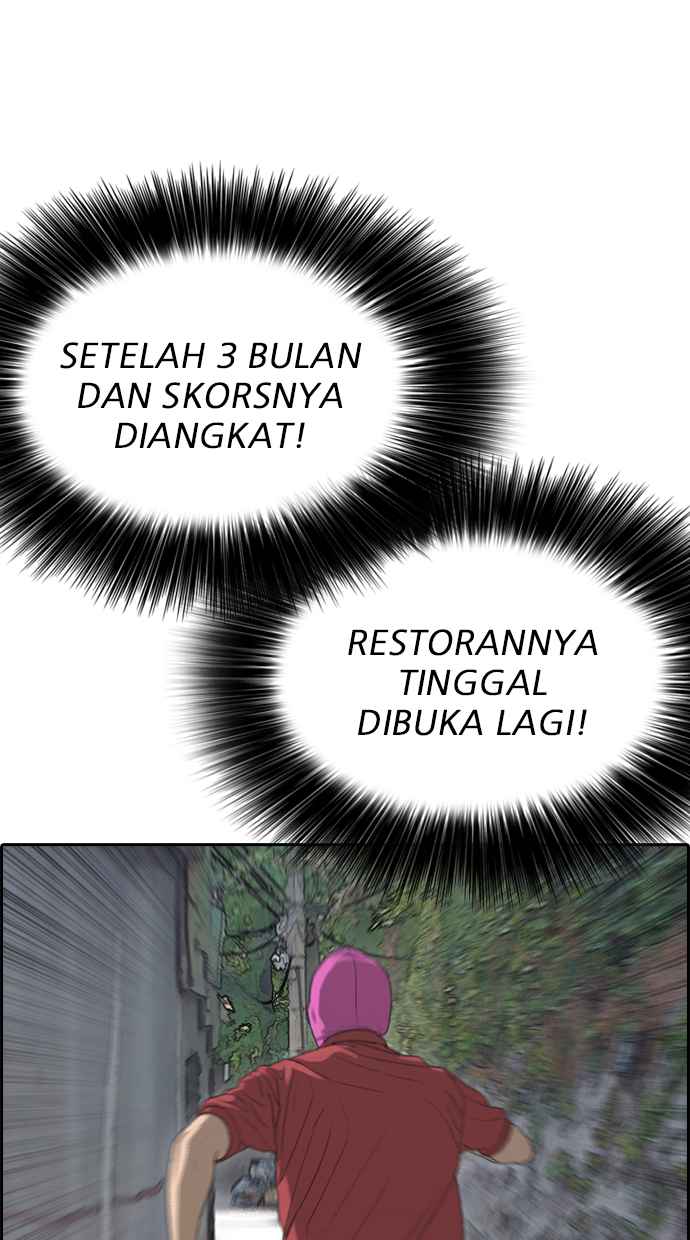 SETELAH 3 BULAN
DAN SKORSNYA
DIANGKAT!
RESTORANNYA
TINGGAL
DIBUKA LAGI!